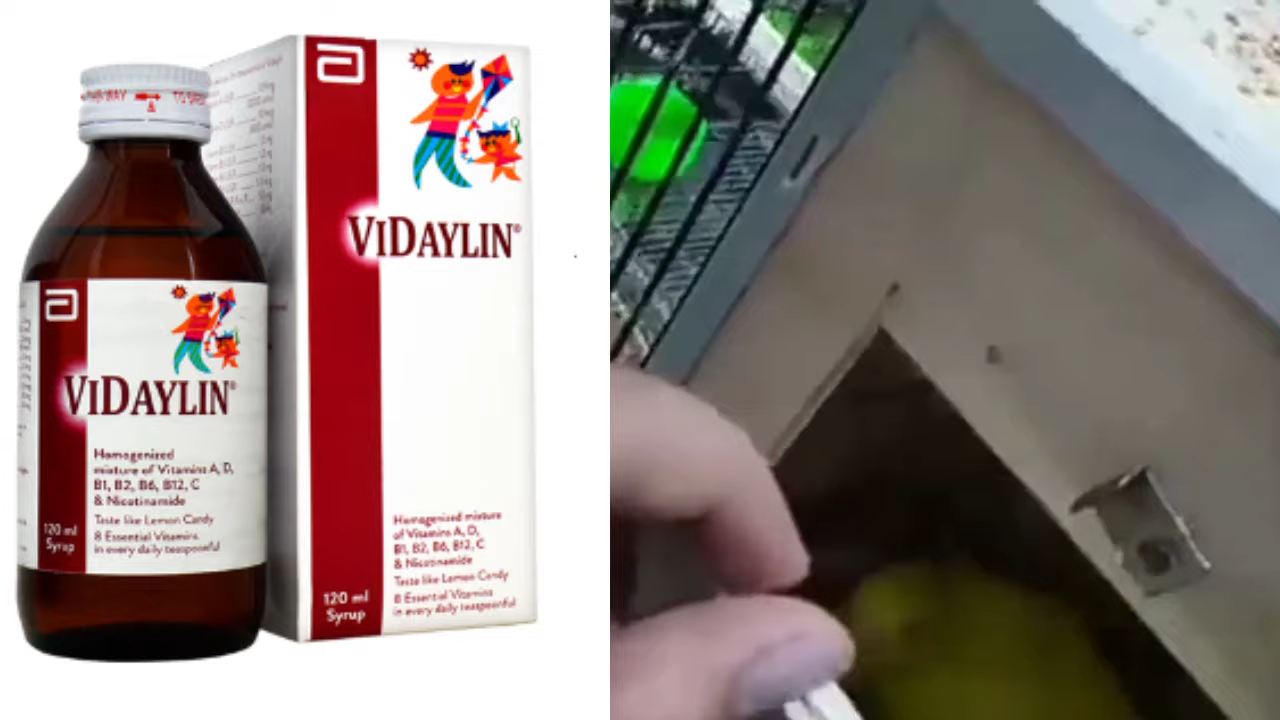 VIDAYLIN®
Homogenized
mixture of Vitamins A, D,
B1, B2, B6, B12, C
& Nicotinamide
Taste like Lemon Candy
8 Essential Vitamins
in every daily teaspoonful
120 ml
Syrup
VIDAYLIN®
Homogenized mixture
of Vitamins A, D,
B1, B2, B6, B12, C
& Nicotinamide
Taste like Lemon Candy
8 Essential Vitamins
in every daily teaspoonful
120 ml
Syrup